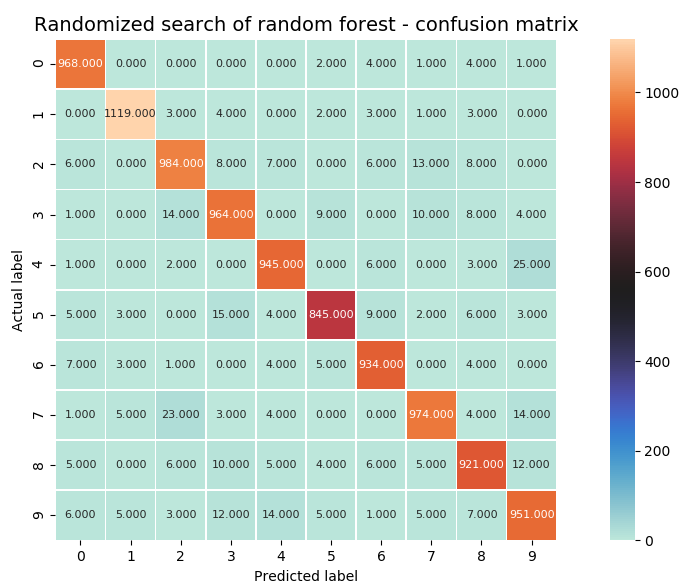 Randomized search of random forest - confusion matrix
0 968.000 0.000 0.000 0.000 0.000 2.000 4.000 1.000 4.000 1.000
1 0.000 1119.000 3.000 4.000 0.000 2.000 3.000 1.000 3.000 0.000
2 6.000 0.000 984.000 8.000 7.000 0.000 6.000 13.000 8.000 0.000
3 1.000 0.000 14.000 964.000 0.000 9.000 0.000 10.000 8.000 4.000
4 1.000 0.000 2.000 0.000 945.000 0.000 6.000 0.000 3.000 25.000
5 5.000 3.000 0.000 15.000 4.000 845.000 9.000 2.000 6.000 3.000
6 7.000 3.000 1.000 0.000 4.000 5.000 934.000 0.000 4.000 0.000
7 1.000 5.000 23.000 3.000 4.000 0.000 0.000 974.000 4.000 14.000
8 5.000 0.000 6.000 10.000 5.000 4.000 6.000 5.000 921.000 12.000
9 6.000 5.000 3.000 12.000 14.000 5.000 1.000 5.000 7.000 951.000
0 1 2 3 4 5 6 7 8 9
Predicted label
Actual label
1000
800
600
400
200
0